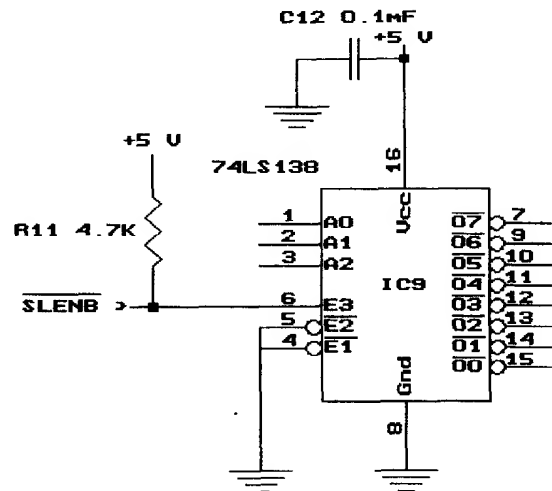 C12 0.1mF
+5 V
+5 V
74LS138
16
Vcc
R11 4.7K
1 A0
2 A1
3 A2
IC9
O7 7
O6 9
O5 10
O4 11
O3 12
O2 13
O1 14
O0 15
SLENB
6 E3
5 E2
4 E1
Gnd
8